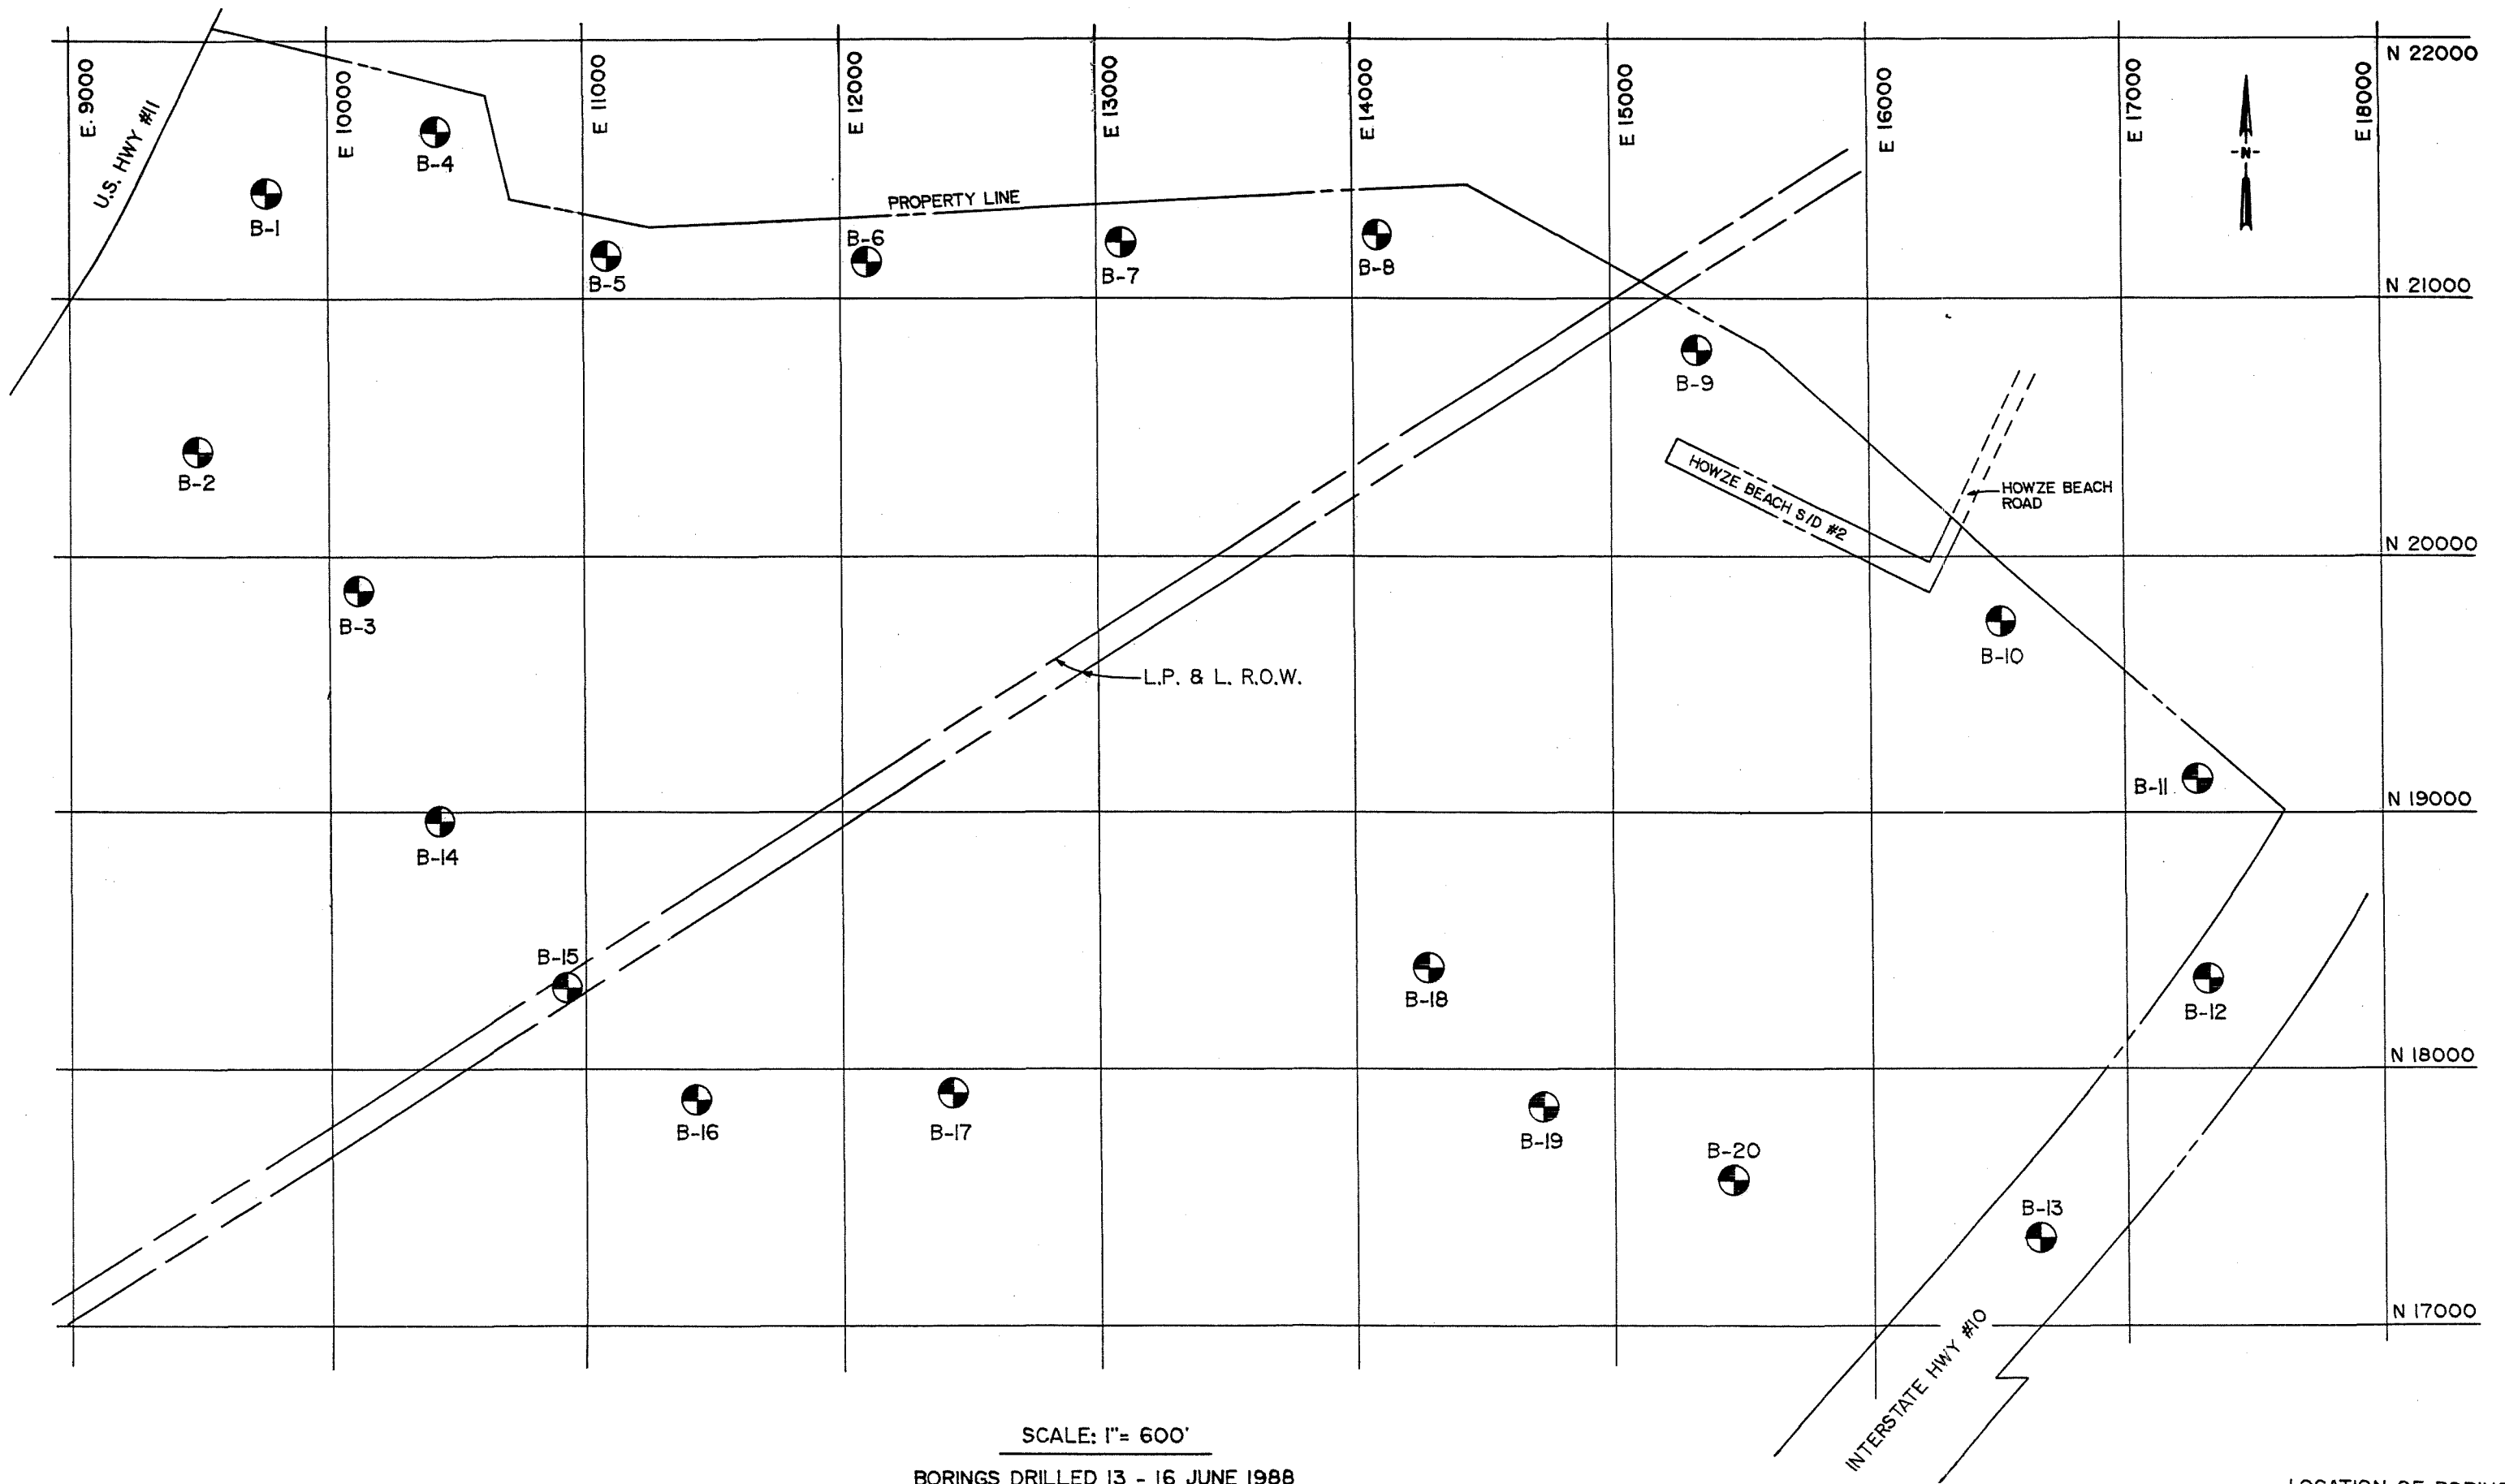 E. 9000
E 10000
E 11000
E 12000
E 13000
E 14000
E 15000
E 16000
E 17000
E 18000
N 22000
U.S. HWY #11
B-4
B-1
PROPERTY LINE
-N-
B-6
B-5
B-7
B-8
N 21000
B-9
B-2
HOWZE BEACH S/D #2
HOWZE BEACH
ROAD
N 20000
B-3
B-10
L.P. & L. R.O.W.
B-11
N 19000
B-14
B-15
B-18
B-12
N 18000
B-16
B-17
B-19
B-20
B-13
N 17000
INTERSTATE HWY #10
SCALE: 1"= 600'
BORINGS DRILLED 13 - 16 JUNE 1988